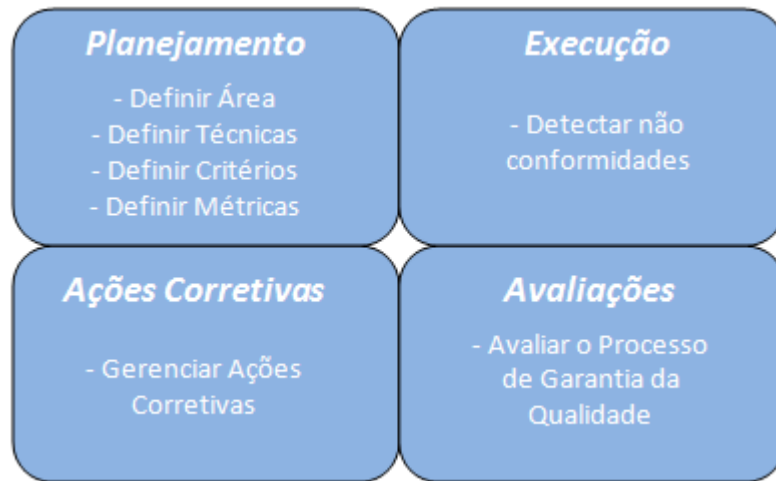 Planejamento
- Definir Área
- Definir Técnicas
- Definir Critérios
- Definir Métricas
Execução
- Detectar não
conformidades
Ações Corretivas
- Gerenciar Ações
Corretivas
Avaliações
- Avaliar o Processo
de Garantia da
Qualidade